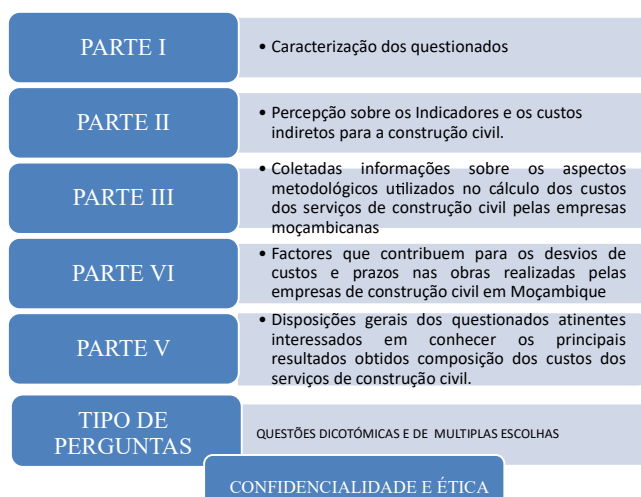 PARTE I
• Caracterização dos questionados
PARTE II
• Percepção sobre os Indicadores e os custos
indiretos para a construção civil.
PARTE III
• Coletadas informações sobre os aspectos
metodológicos utilizados no cálculo dos custos
dos serviços de construção civil pelas empresas
moçambicanas
PARTE VI
• Factores que contribuem para os desvios de
custos e prazos nas obras realizadas pelas
empresas de construção civil em Moçambique
PARTE V
• Disposições gerais dos questionados atinentes
interessados em conhecer os principais
resultados obtidos composição dos custo dos
serviços de construção civil.
TIPO DE
PERGUNTAS
QUESTÕES DICOTÓMICAS E DE MULTIPLAS ESCOLHAS
CONFIDENCIALIDADE E ÉTICA